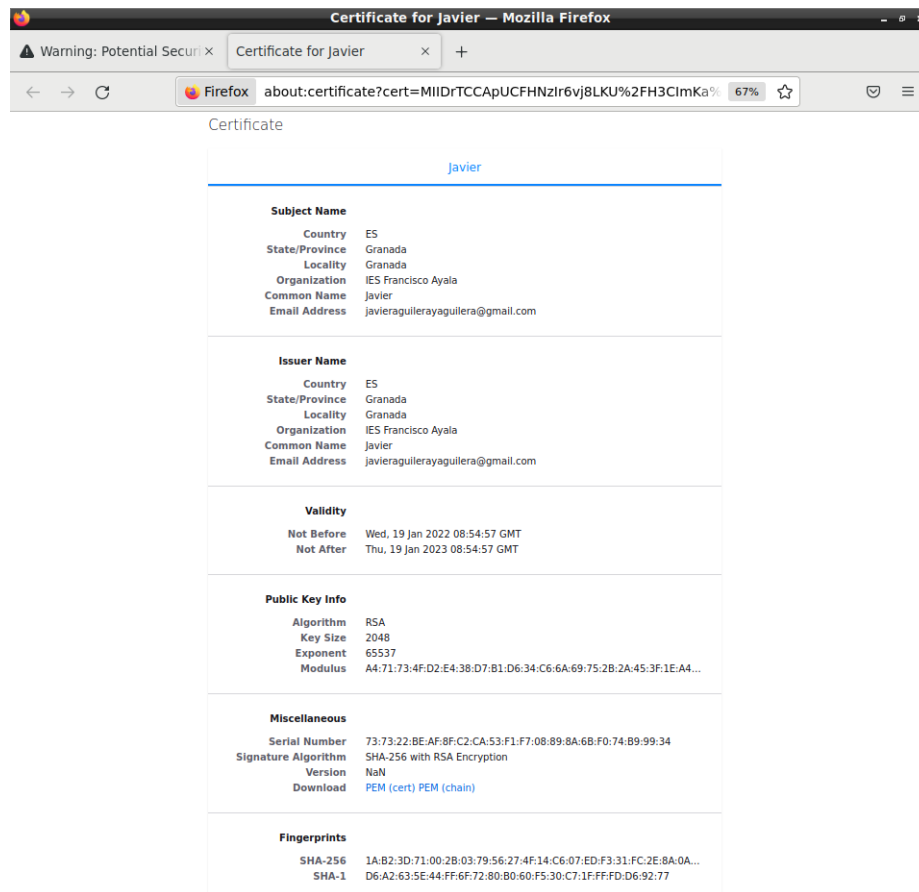 Certificate for Javier — Mozilla Firefox
Warning: Potential Securi
Certificate for Javier
Firefox about:certificate?cert=MIIDrTCCApUCFHNzIr6vj8LKU%2FH3CImKa% 67%
Certificate
Javier
Subject Name
Country ES
State/Province Granada
Locality Granada
Organization IES Francisco Ayala
Common Name Javier
Email Address javieraguilerayaguilera@gmail.com
Issuer Name
Country ES
State/Province Granada
Locality Granada
Organization IES Francisco Ayala
Common Name Javier
Email Address javieraguilerayaguilera@gmail.com
Validity
Not Before Wed, 19 Jan 2022 08:54:57 GMT
Not After Thu, 19 Jan 2023 08:54:57 GMT
Public Key Info
Algorithm RSA
Key Size 2048
Exponent 65537
Modulus A4:71:73:4F:D2:E4:38:D7:B1:D6:34:C6:6A:69:75:2B:2A:45:3F:1E:A4...
Miscellaneous
Serial Number 73:73:22:BE:AF:8F:C2:CA:53:F1:F7:08:89:8A:6B:F0:74:B9:99:34
Signature Algorithm SHA-256 with RSA Encryption
Version NaN
Download PEM (cert) PEM (chain)
Fingerprints
SHA-256 1A:B2:3D:71:00:2B:03:79:56:27:4F:14:C6:07:ED:F3:31:FC:2E:8A:0A...
SHA-1 D6:A2:63:5E:44:FF:6F:72:80:B0:60:F5:30:C7:1F:FF:FD:D6:92:77